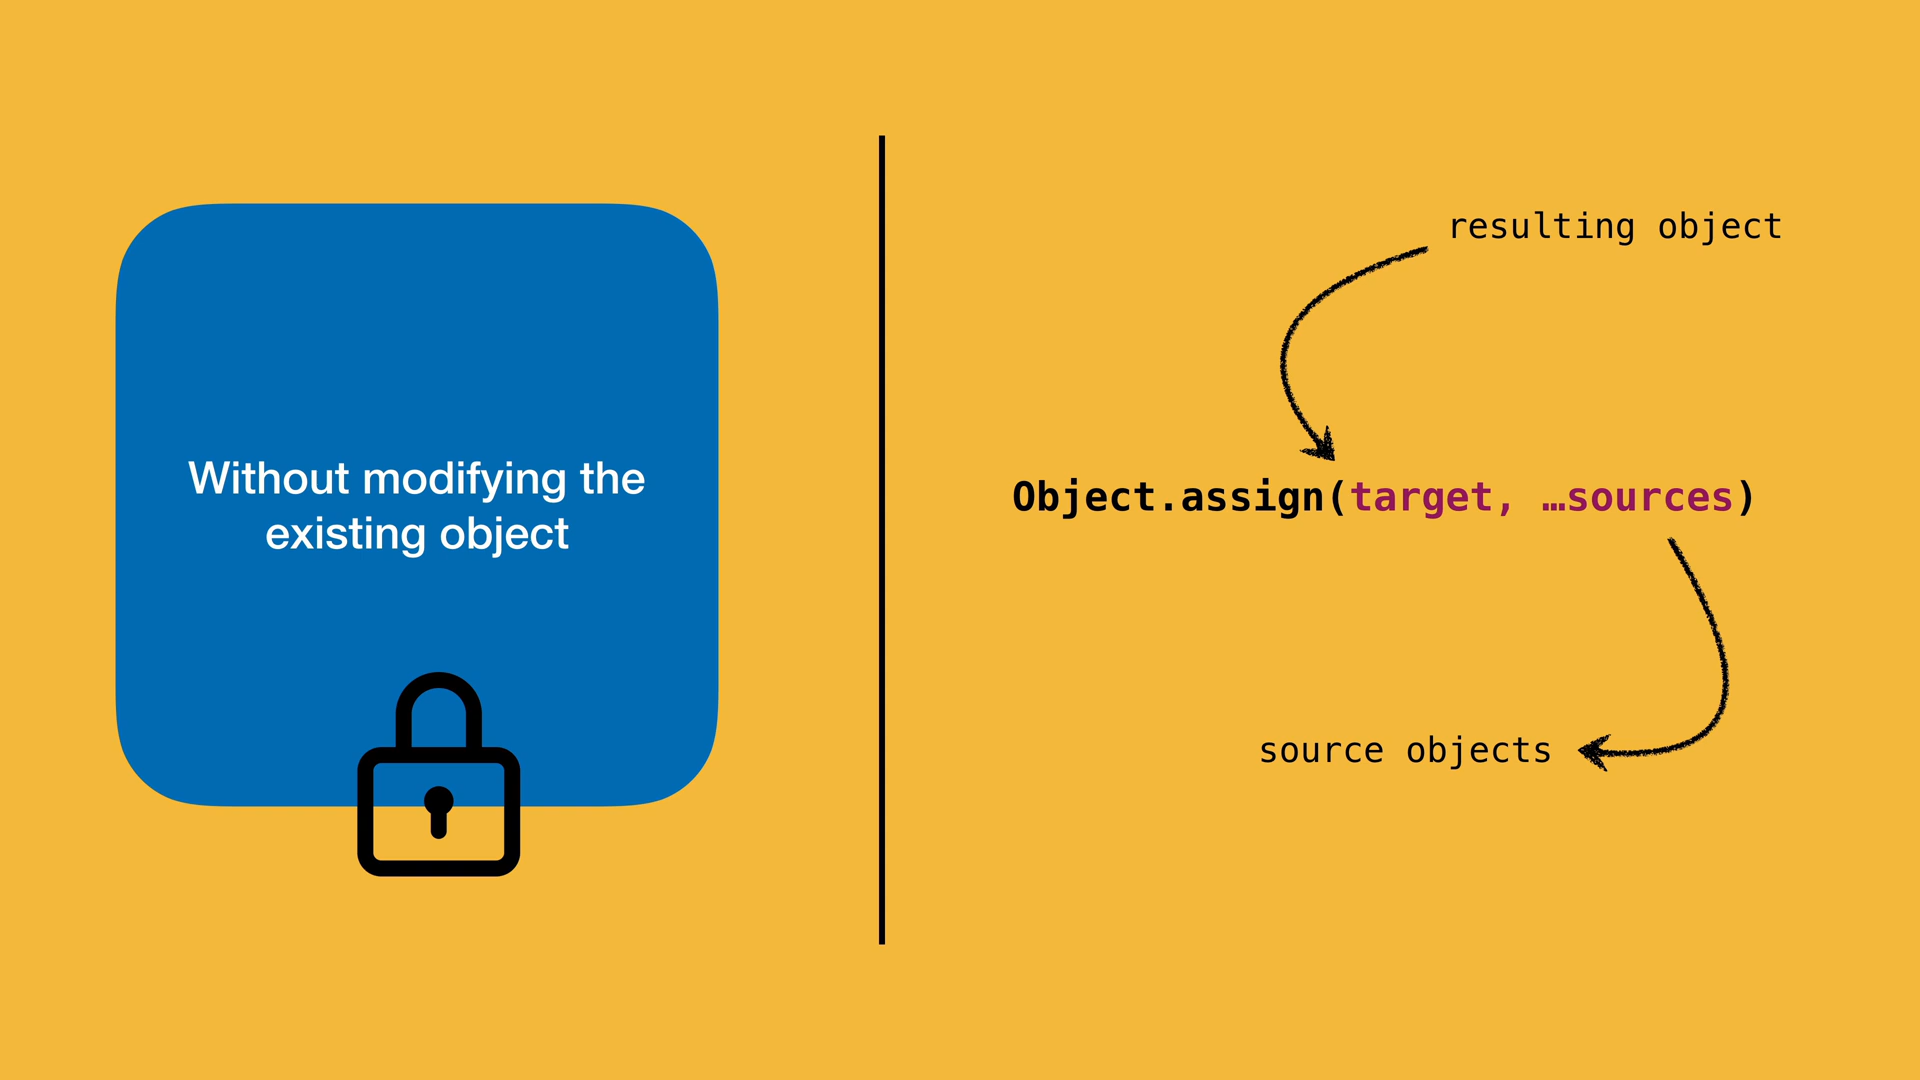 Without modifying the
existing object
resulting object
Object.assign(target, …sources)
source objects